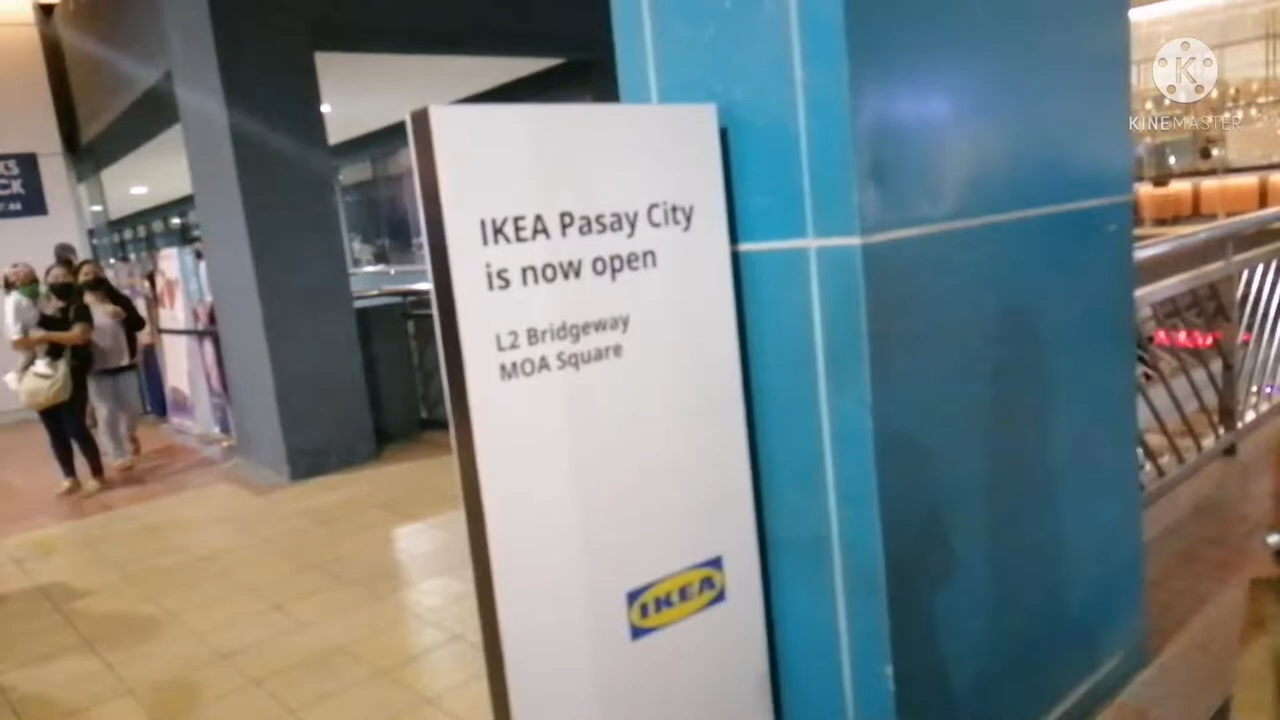 IKEA Pasay City
is now open
L2 Bridgeway
MOA Square
IKEA
K
KINEMASTER